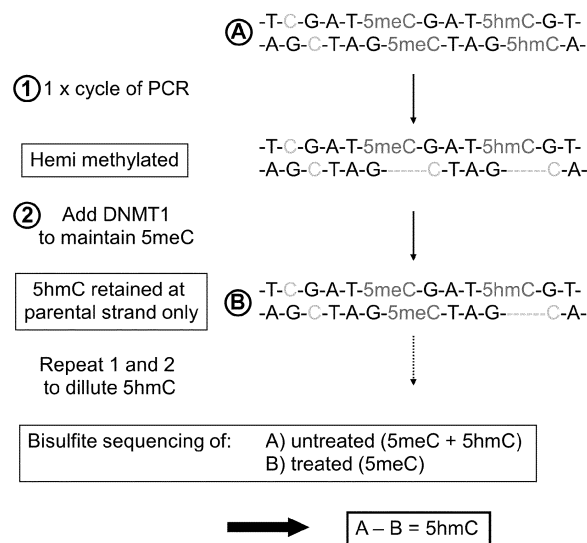 -T-C-G-A-T-5meC-G-A-T-5hmC-G-T-
A
-A-G-C-T-A-G-5meC-T-A-G-5hmC-A-
1 1 x cycle of PCR
-T-C-G-A-T-5meC-G-A-T-5hmC-G-T-
Hemi methylated
-A-G-C-T-A-G-------C-T-A-G-------C-A-
2 Add DNMT1
to maintain 5meC
5hmC retained at
parental strand only
B
-T-C-G-A-T-5meC-G-A-T-5hmC-G-T-
-A-G-C-T-A-G-5meC-T-A-G-------C-A-
Repeat 1 and 2
to dillute 5hmC
Bisulfite sequencing of: A) untreated (5meC + 5hmC)
B) treated (5meC)
A – B = 5hmC